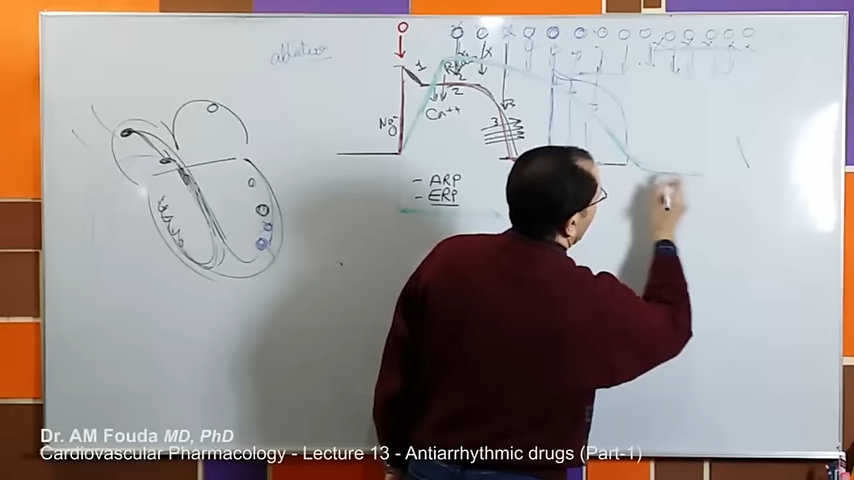 1
2
2
Na+
Ca++
3
- ARP
- ERP
Dr. AM Fouda MD, PhD
Cardiovascular Pharmacology - Lecture 13 - Antiarrhythmic drugs (Part-1)